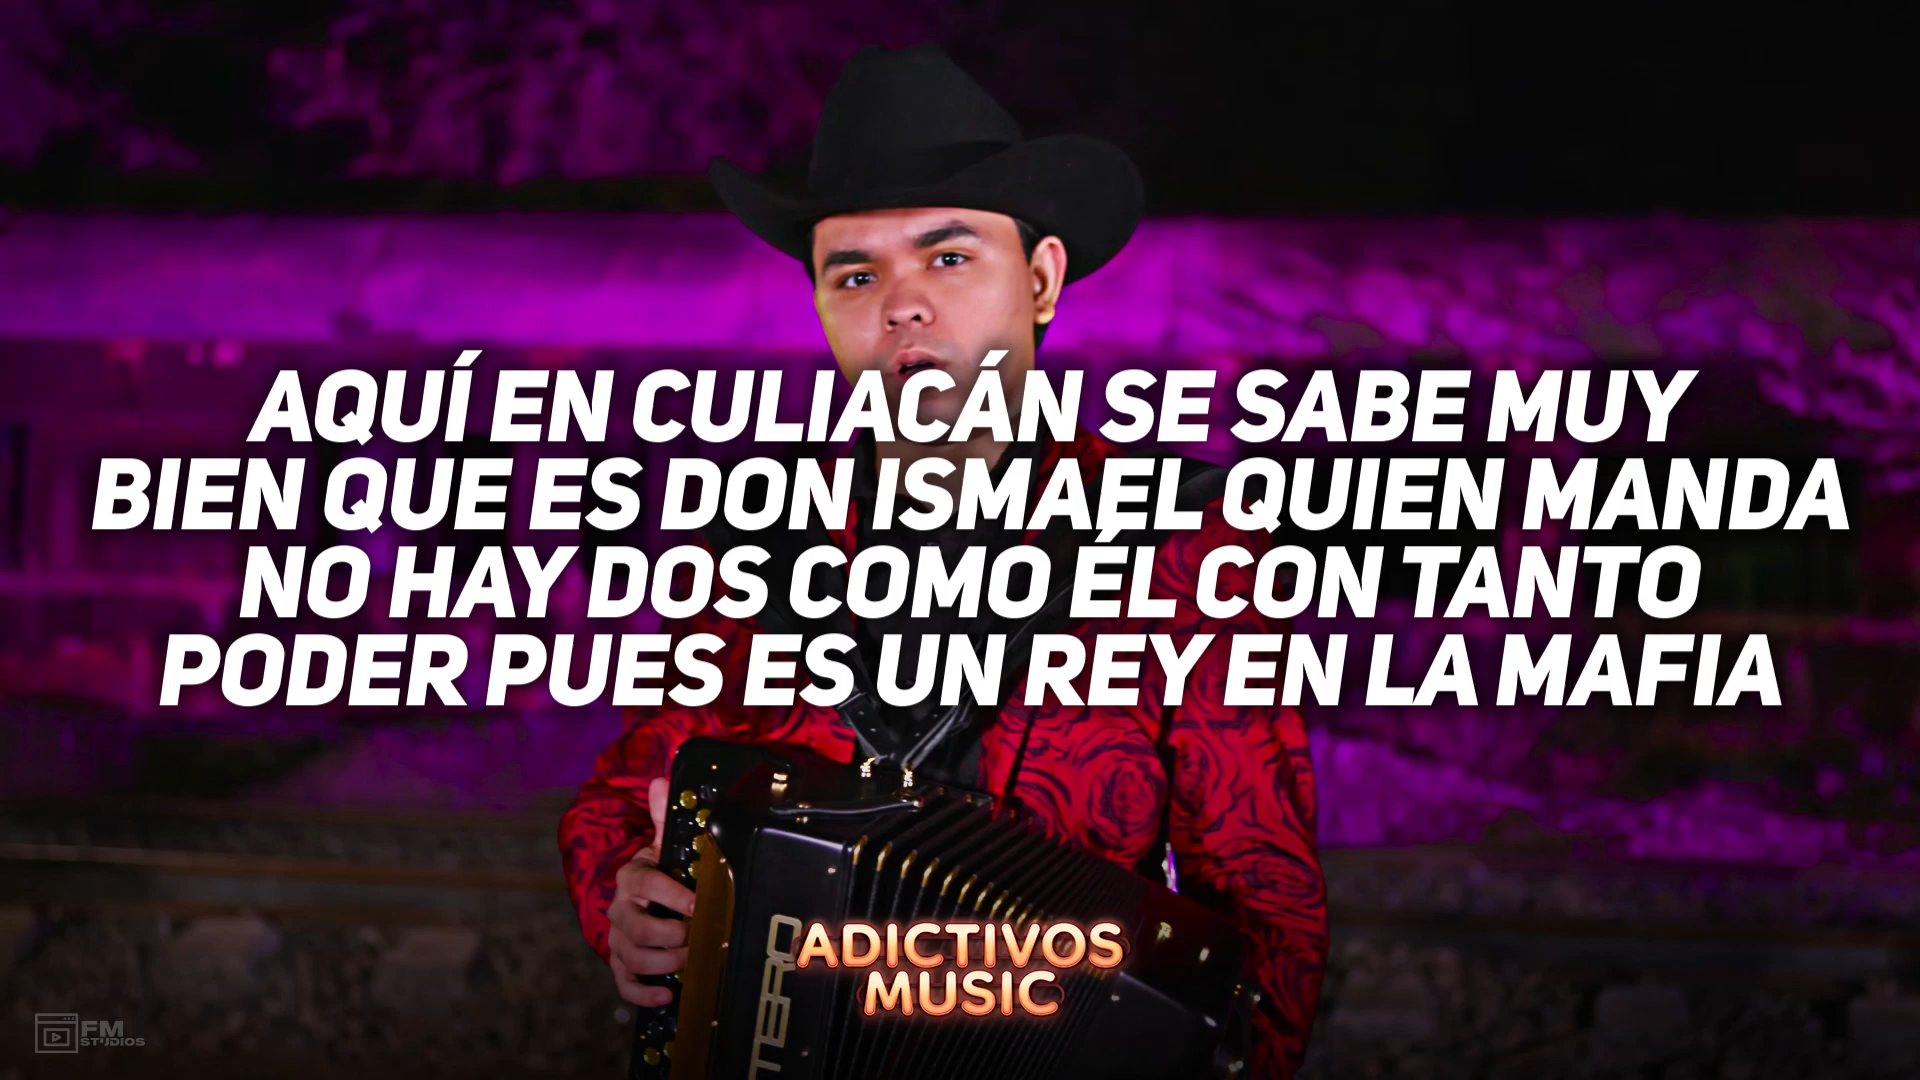 AQUÍ EN CULIACÁN SE SABE MUY
BIEN QUE ES DON ISMAEL QUIEN MANDA
NO HAY DOS COMO ÉL CON TANTO
PODER PUES ES UN REY EN LA MAFIA
ADICTIVOS
MUSIC
FM
STUDIOS